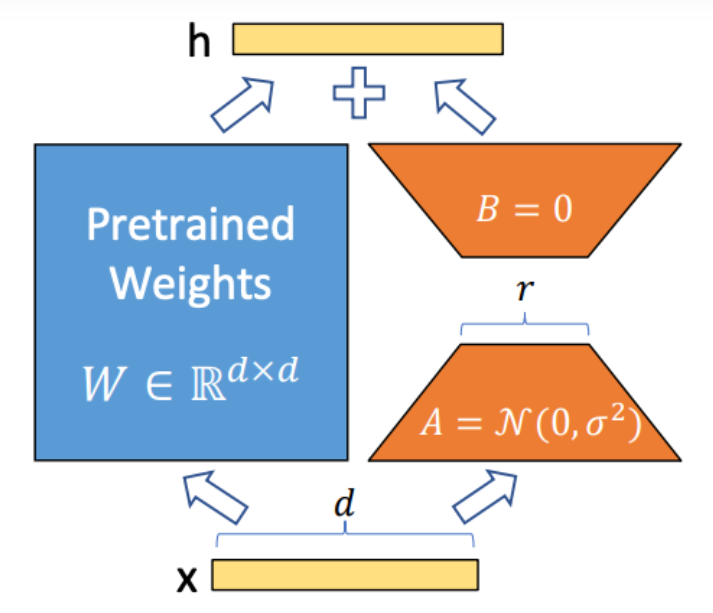 h
Pretrained
Weights
W ∈ ℝ^{d×d}
B = 0
r
A = 𝒩(0, σ²)
d
x